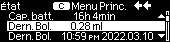 état ← C Menu Princ. →
Cap. batt. 16h 4min
Dern. Bol. 0.28 ml
Dern. Bol. 10:59 PM 2022.03.10